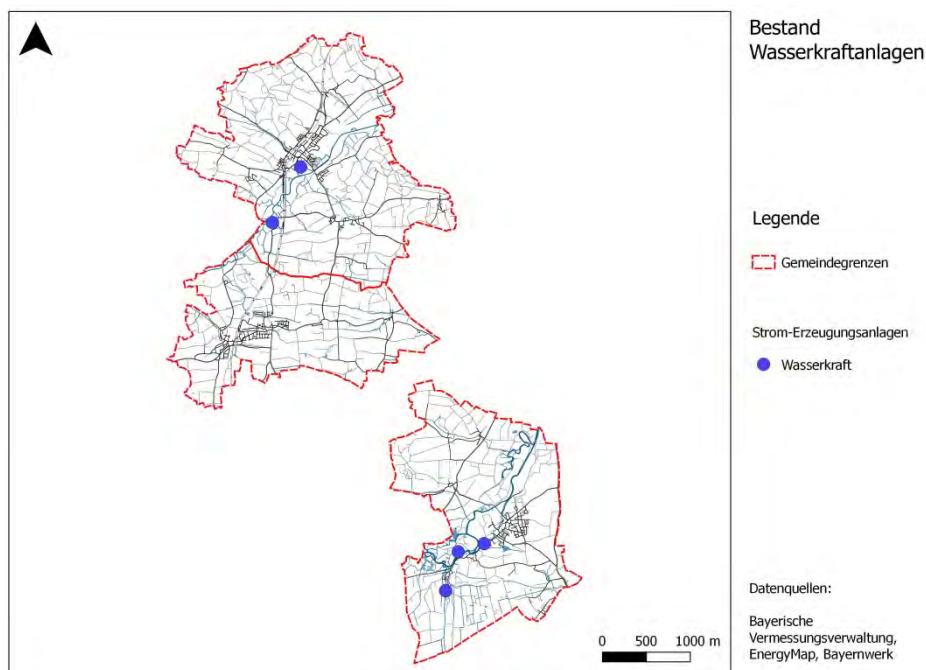 Bestand
Wasserkraftanlagen
Legende
Gemeindegrenzen
Strom-Erzeugungsanlagen
Wasserkraft
0 500 1000 m
Datenquellen:
Bayerische
Vermessungsverwaltung,
EnergyMap, Bayernwerk